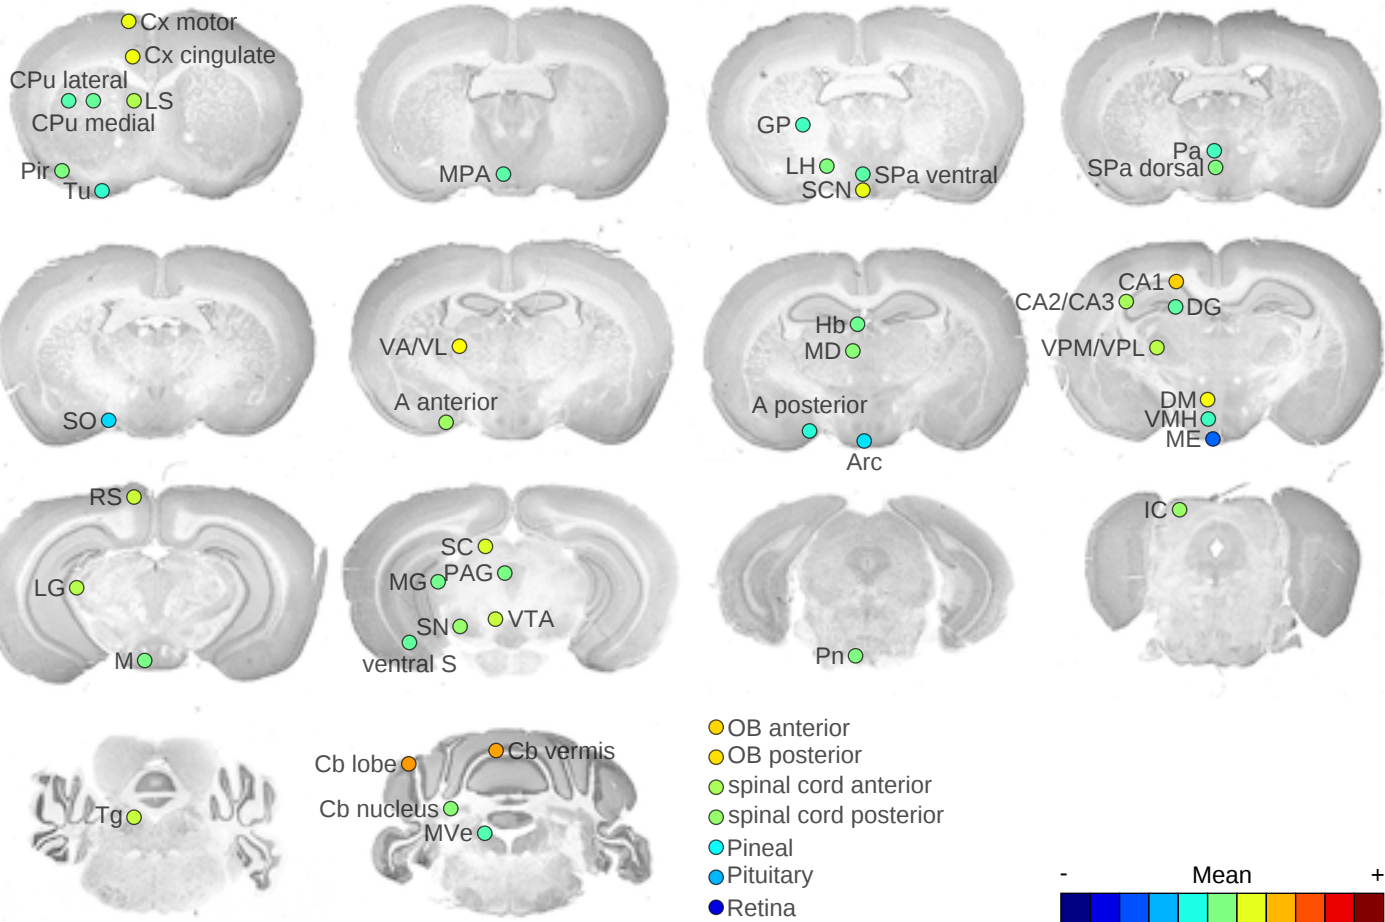 Cx motor
Cx cingulate
CPu lateral
LS
CPu medial
Pir
Tu
MPA
GP
LH
SPa ventral
SCN
Pa
SPa dorsal
SO
VA/VL
A anterior
Hb
MD
A posterior
Arc
CA1
CA2/CA3
DG
VPM/VPL
DM
VMH
ME
RS
LG
M
SC
MG
PAG
SN
VTA
ventral S
Pn
IC
Tg
Cb lobe
Cb vermis
Cb nucleus
MVe
OB anterior
OB posterior
spinal cord anterior
spinal cord posterior
Pineal
Pituitary
Retina
- Mean +